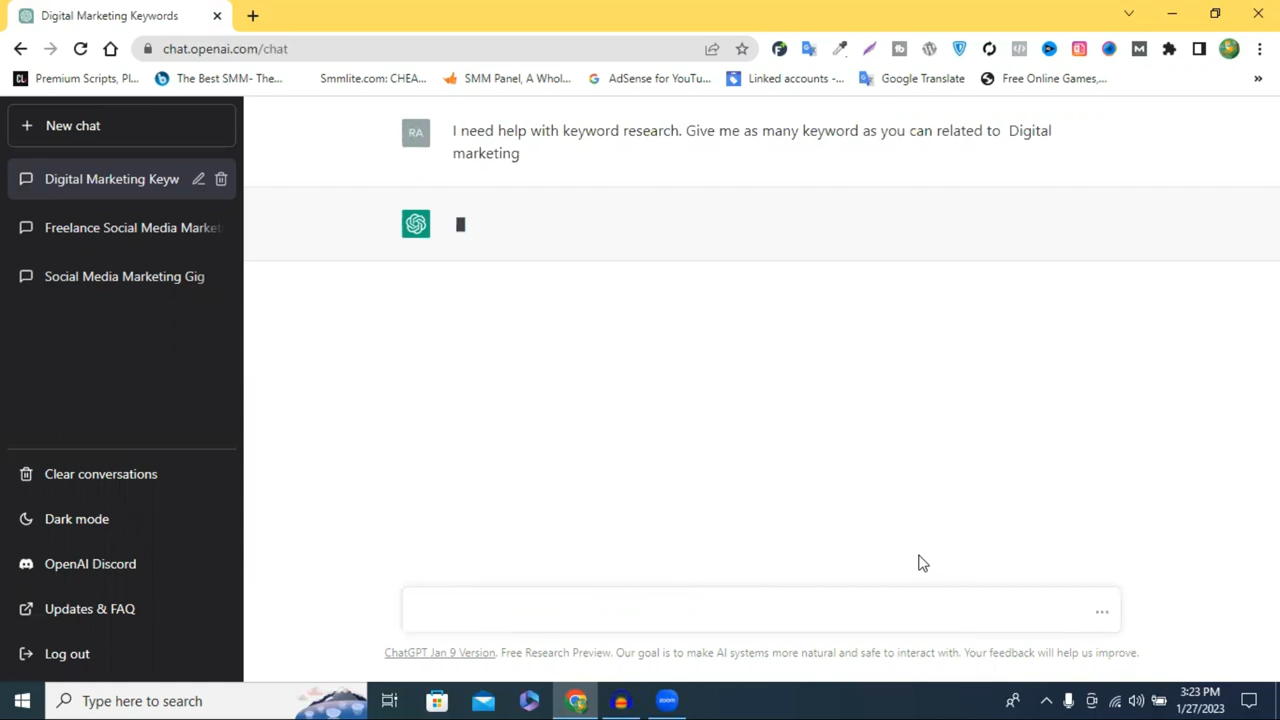 Digital Marketing Keywords
chat.openai.com/chat
Premium Scripts, Pl...
The Best SMM- The...
Smmlite.com: CHEA...
SMM Panel, A Whol...
AdSense for YouTu...
Linked accounts -...
Google Translate
Free Online Games,...
New chat
Digital Marketing Keyw
Freelance Social Media Market
Social Media Marketing Gig
Clear conversations
Dark mode
OpenAI Discord
Updates & FAQ
Log out
RA
I need help with keyword research. Give me as many keyword as you can related to Digital
marketing
ChatGPT Jan 9 Version. Free Research Preview. Our goal is to make AI systems more natural and safe to interact with. Your feedback will help us improve.
Type here to search
zoom
3:23 PM
1/27/2023